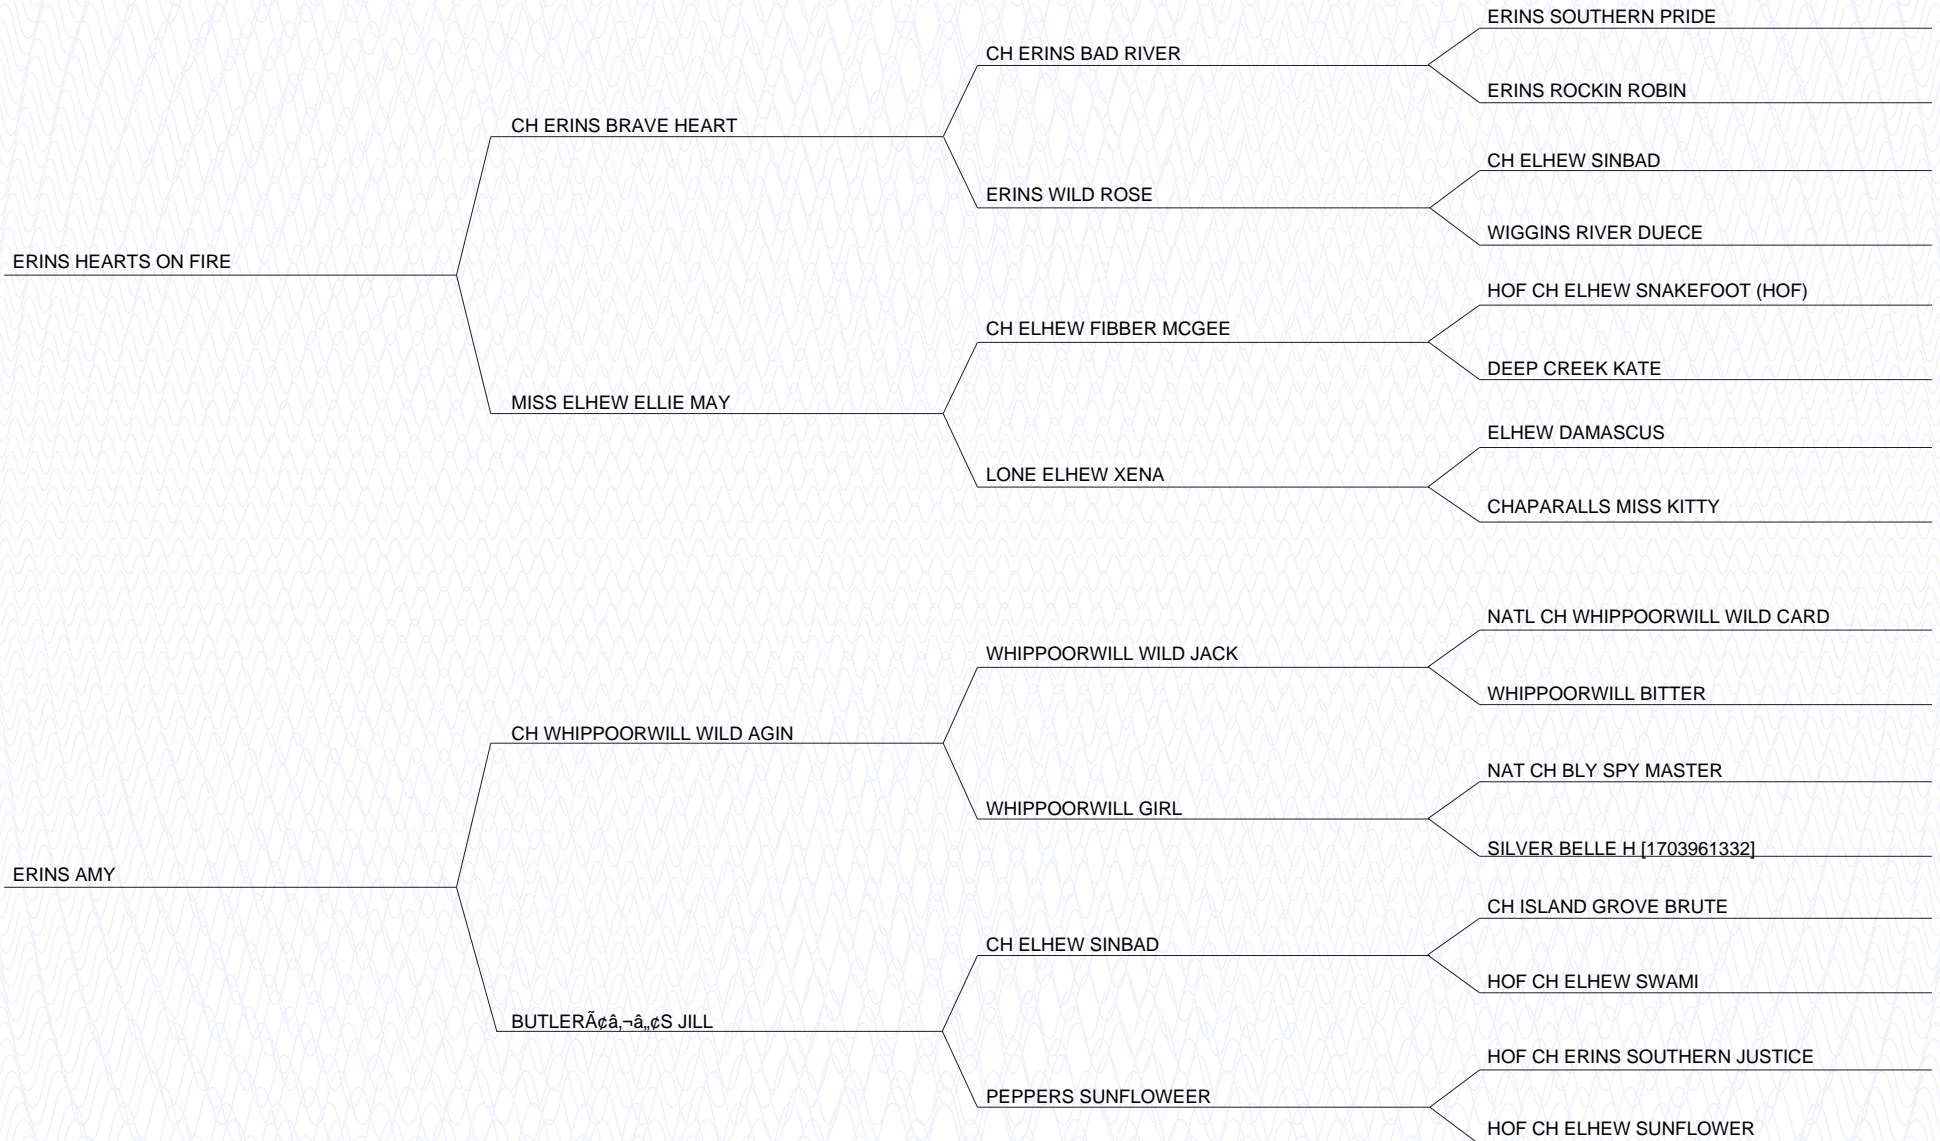 ERINS SOUTHERN PRIDE
CH ERINS BAD RIVER
ERINS ROCKIN ROBIN
CH ERINS BRAVE HEART
CH ELHEW SINBAD
ERINS WILD ROSE
WIGGINS RIVER DUECE
ERINS HEARTS ON FIRE
HOF CH ELHEW SNAKEFOOT (HOF)
CH ELHEW FIBBER MCGEE
DEEP CREEK KATE
MISS ELHEW ELLIE MAY
ELHEW DAMASCUS
LONE ELHEW XENA
CHAPARALLS MISS KITTY
NATL CH WHIPPOORWILL WILD CARD
WHIPPOORWILL WILD JACK
WHIPPOORWILL BITTER
CH WHIPPOORWILL WILD AGIN
NAT CH BLY SPY MASTER
WHIPPOORWILL GIRL
SILVER BELLE H [1703961332]
ERINS AMY
CH ISLAND GROVE BRUTE
CH ELHEW SINBAD
HOF CH ELHEW SWAMI
BUTLERÃ¢â‚¬â„¢S JILL
HOF CH ERINS SOUTHERN JUSTICE
PEPPERS SUNFLOWEER
HOF CH ELHEW SUNFLOWER